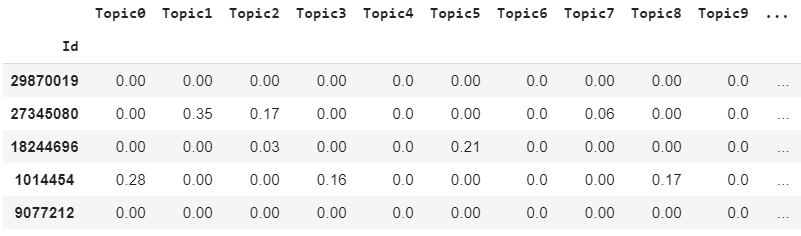 Topic0 Topic1 Topic2 Topic3 Topic4 Topic5 Topic6 Topic7 Topic8 Topic9 ...
Id
29870019 0.00 0.00 0.00 0.00 0.0 0.00 0.0 0.00 0.00 0.0 ...
27345080 0.00 0.35 0.17 0.00 0.0 0.00 0.0 0.06 0.00 0.0 ...
18244696 0.00 0.00 0.03 0.00 0.0 0.21 0.0 0.00 0.00 0.0 ...
1014454 0.28 0.00 0.00 0.16 0.0 0.00 0.0 0.00 0.17 0.0 ...
9077212 0.00 0.00 0.00 0.00 0.0 0.00 0.0 0.00 0.00 0.0 ...